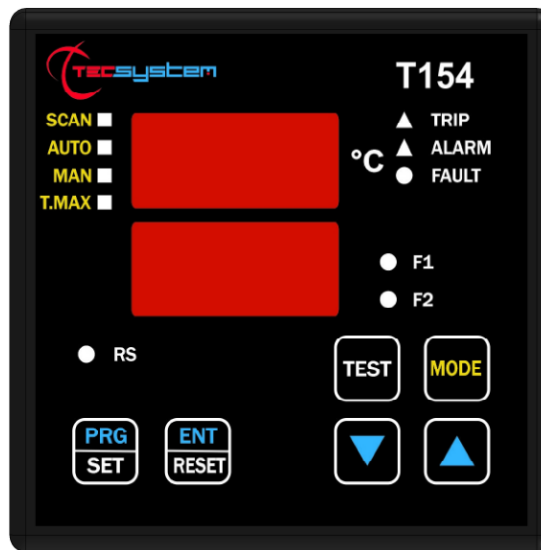 TECSYSTEM
T154
SCAN
AUTO
MAN
T.MAX
°C
TRIP
ALARM
FAULT
F1
F2
RS
TEST
MODE
PRG
SET
ENT
RESET